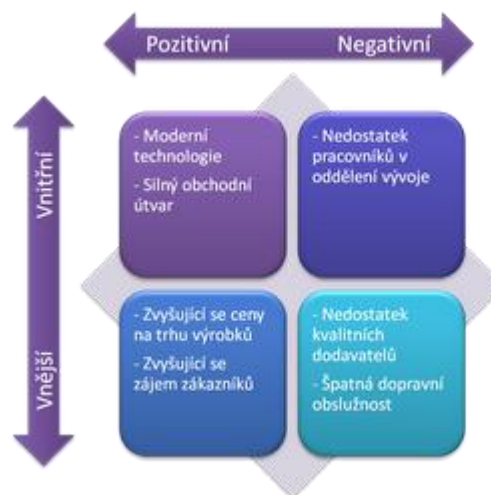 Pozitivní Negativní
Vnitřní
- Moderní
technologie
- Silný obchodní
útvar
- Nedostatek
pracovníků v
oddělení vývoje
Vnější
- Zvyšující se ceny
na trhu výrobků
- Zvyšující se
zájem zákazníků
- Nedostatek
kvalitních
dodavatelů
- Špatná dopravní
obslužnost